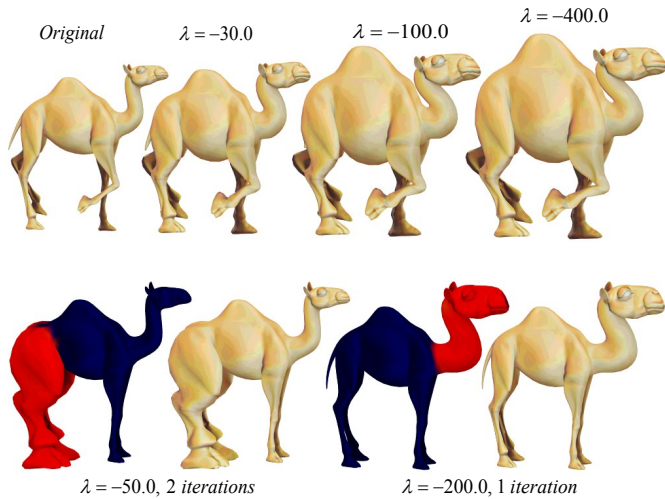 Original
λ = −30.0
λ = −100.0
λ = −400.0
λ = −50.0, 2 iterations
λ = −200.0, 1 iteration